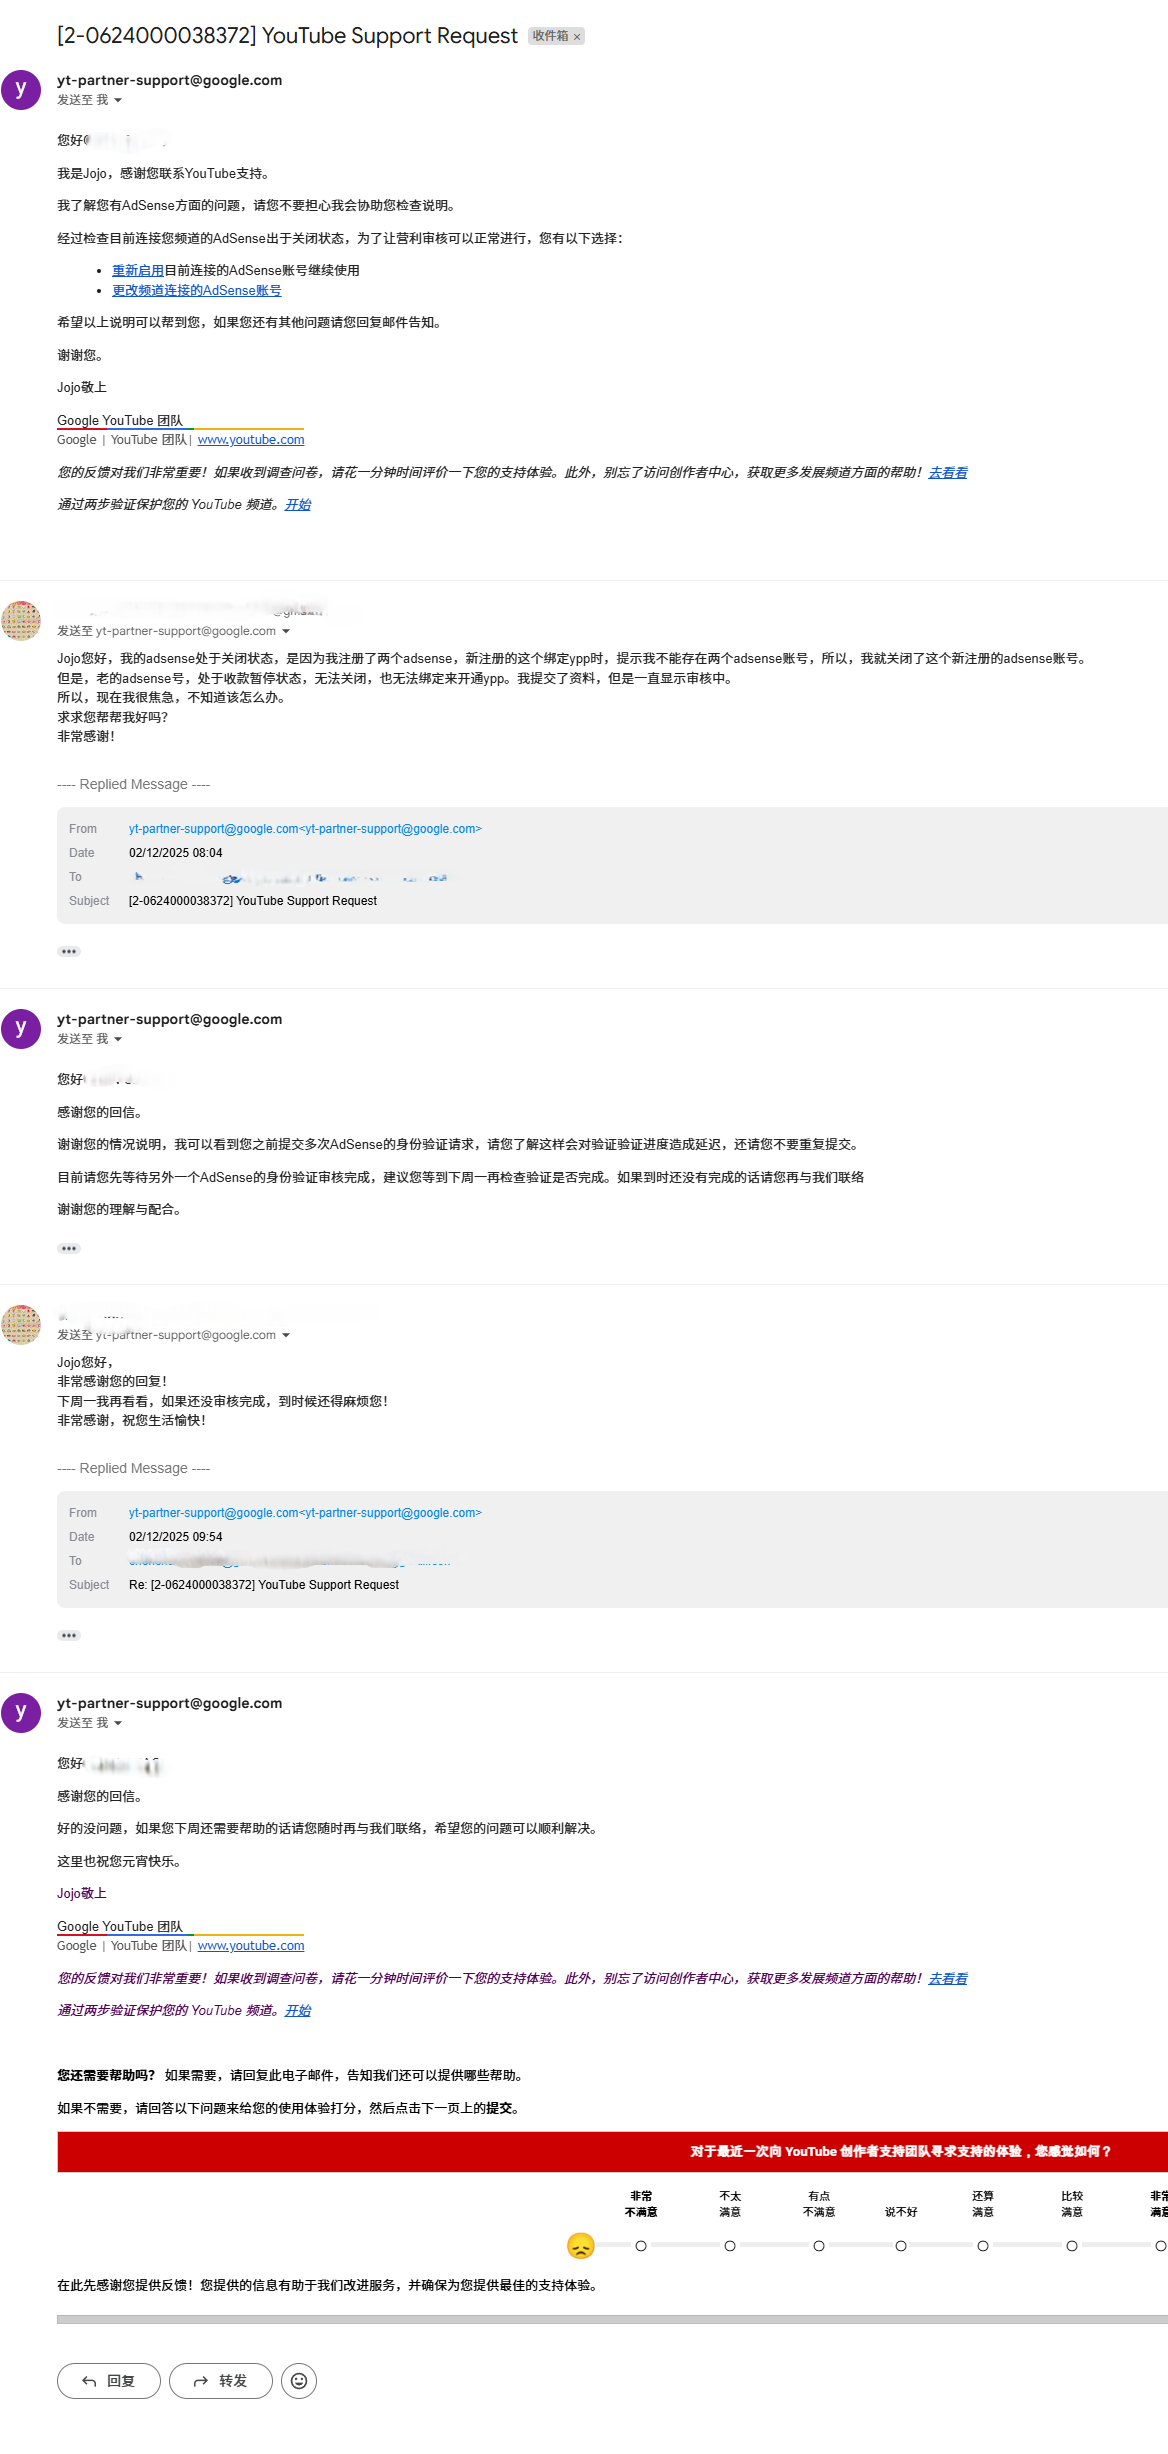 [2-0624000038372] YouTube Support Request 收件箱 ×
y
yt-partner-support@google.com
发送至 我
您好
我是Jojo，感谢您联系YouTube支持。
我了解您有AdSense方面的问题，请您不要担心我会协助您检查说明。
经过检查目前连接您频道的AdSense出于关闭状态，为了让营利审核可以正常进行，您有以下选择：
• 重新启用目前连接的AdSense账号继续使用
• 更改频道连接的AdSense账号
希望以上说明可以帮到您，如果您还有其他问题请您回复邮件告知。
谢谢您。
Jojo敬上
Google YouTube 团队
Google | YouTube 团队 | www.youtube.com
您的反馈对我们非常重要！如果收到调查问卷，请花一分钟时间评价一下您的支持体验。此外，别忘了访问创作者中心，获取更多发展频道方面的帮助！去看看
通过两步验证保护您的 YouTube 频道。开始
发送至 yt-partner-support@google.com
Jojo您好，我的adsense处于关闭状态，是因为我注册了两个adsense，新注册的这个绑定ypp时，提示我不能存在两个adsense账号，所以，我就关闭了这个新注册的adsense账号。
但是，老的adsense号，处于收款暂停状态，无法关闭，也无法绑定来开通ypp。我提交了资料，但是一直显示审核中。
所以，现在我很焦急，不知道该怎么办。
求求您帮帮我好吗？
非常感谢！
---- Replied Message ----
From yt-partner-support@google.com<yt-partner-support@google.com>
Date 02/12/2025 08:04
To
Subject [2-0624000038372] YouTube Support Request
•••
y
yt-partner-support@google.com
发送至 我
您好
感谢您的回信。
谢谢您的情况说明，我可以看到您之前提交多次AdSense的身份验证请求，请您了解这样会对验证验证进度造成延迟，还请您不要重复提交。
目前请您先等待另外一个AdSense的身份验证审核完成，建议您等到下周一再检查验证是否完成。如果到时还没有完成的话请您再与我们联络
谢谢您的理解与配合。
•••
发送至 yt-partner-support@google.com
Jojo您好，
非常感谢您的回复！
下周一我再看看，如果还没审核完成，到时候还得麻烦您！
非常感谢，祝您生活愉快！
---- Replied Message ----
From yt-partner-support@google.com<yt-partner-support@google.com>
Date 02/12/2025 09:54
To
Subject Re: [2-0624000038372] YouTube Support Request
•••
y
yt-partner-support@google.com
发送至 我
您好
感谢您的回信。
好的没问题，如果您下周还需要帮助的话请您随时再与我们联络，希望您的问题可以顺利解决。
这里也祝您元宵快乐。
Jojo敬上
Google YouTube 团队
Google | YouTube 团队 | www.youtube.com
您的反馈对我们非常重要！如果收到调查问卷，请花一分钟时间评价一下您的支持体验。此外，别忘了访问创作者中心，获取更多发展频道方面的帮助！去看看
通过两步验证保护您的 YouTube 频道。开始
您还需要帮助吗？ 如果需要，请回复此电子邮件，告知我们还可以提供哪些帮助。
如果不需要，请回答以下问题来给您的使用体验打分，然后点击下一页上的提交。
对于最近一次向 YouTube 创作者支持团队寻求支持的体验，您感觉如何？
非常 不太 有点 还算 比较 非常
不满意 满意 不满意 说不好 满意 满意 满意
在此先感谢您提供反馈！您提供的信息有助于我们改进服务，并确保为您提供最佳的支持体验。
回复 转发